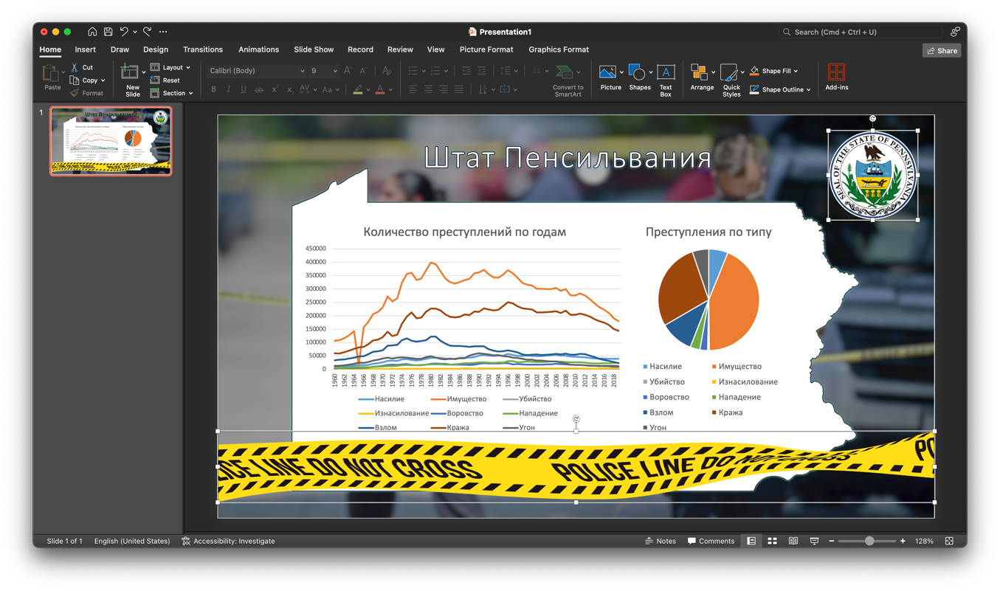 Presentation1
Search (Cmd + Ctrl + U)
Home Insert Draw Design Transitions Animations Slide Show Record Review View Picture Format Graphics Format
Share
Paste
Cut
Copy
Format
New
Slide
Layout
Reset
Section
Calibri (Body) 9
B I U ab x² x₂ AV Aa A
Convert to
SmartArt
Picture
Shapes
Text
Box
Arrange
Quick
Styles
Shape Fill
Shape Outline
Add-ins
1
Штат Пенсильвания
SEAL OF THE STATE OF PENNSYLVANIA
Количество преступлений по годам
450000
400000
350000
300000
250000
200000
150000
100000
50000
0
1960 1962 1964 1966 1968 1970 1972 1974 1976 1978 1980 1982 1984 1986 1988 1990 1992 1994 1996 1998 2000 2002 2004 2006 2008 2010 2012 2014 2016 2018
Насилие Имущество Убийство
Изнасилование Воровство Нападение
Взлом Кража Угон
Преступления по типу
Насилие Имущество
Убийство Изнасилование
Воровство Нападение
Взлом Кража
Угон
ICE LINE DO NOT CROSS POLICE LINE DO NOT CROSS PO
Slide 1 of 1 English (United States) Accessibility: Investigate
Notes Comments 128%